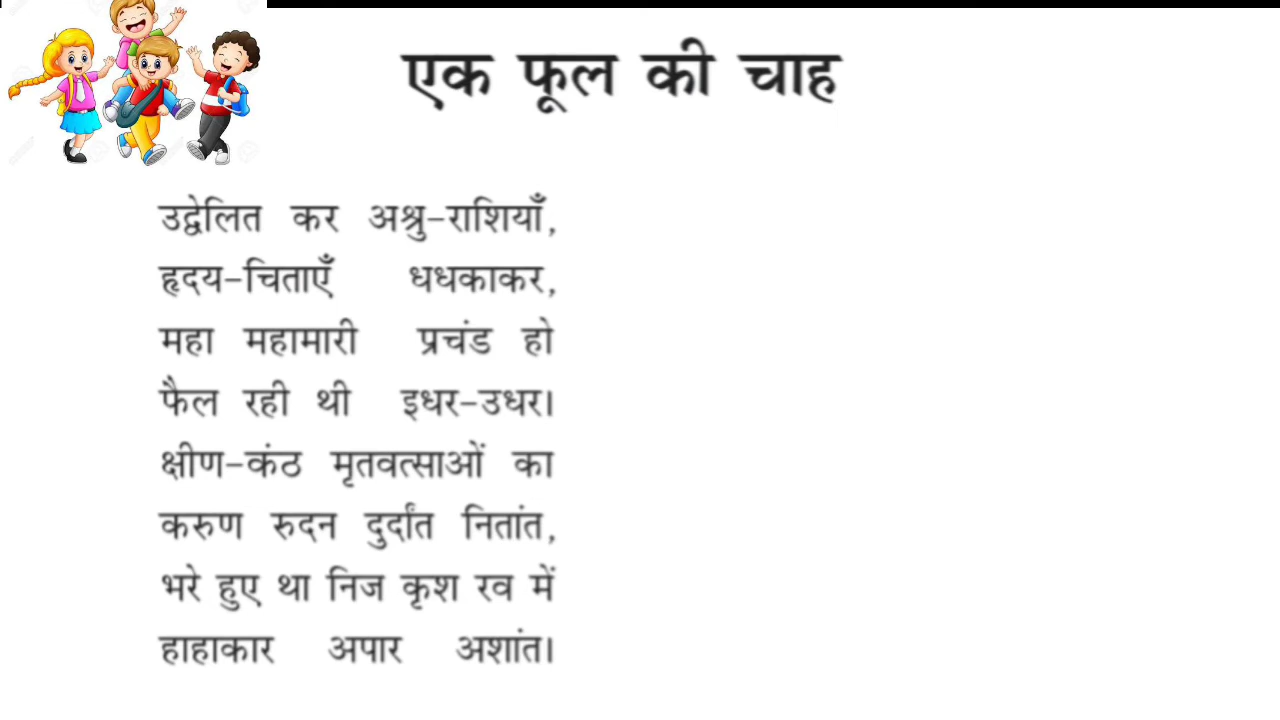 एक फूल की चाह
उद्वेलित कर अश्रु-राशियाँ,
हृदय-चिताएँ धधकाकर,
महा महामारी प्रचंड हो
फैल रही थी इधर-उधर।
क्षीण-कंठ मृतवत्साओं का
करुण रुदन दुर्दांत नितांत,
भरे हुए था निज कृश रव में
हाहाकार अपार अशांत।